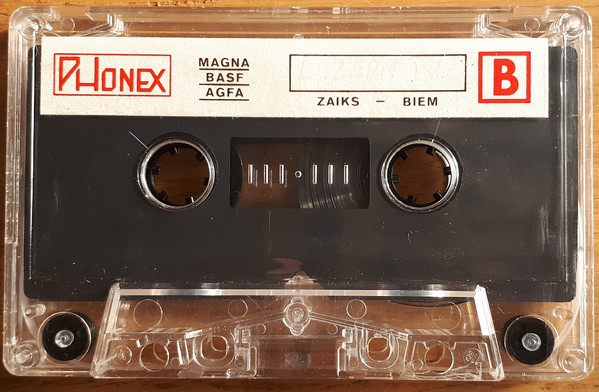 PHONEX
MAGNA
BASF
AGFA
ZAIKS – BIEM
B